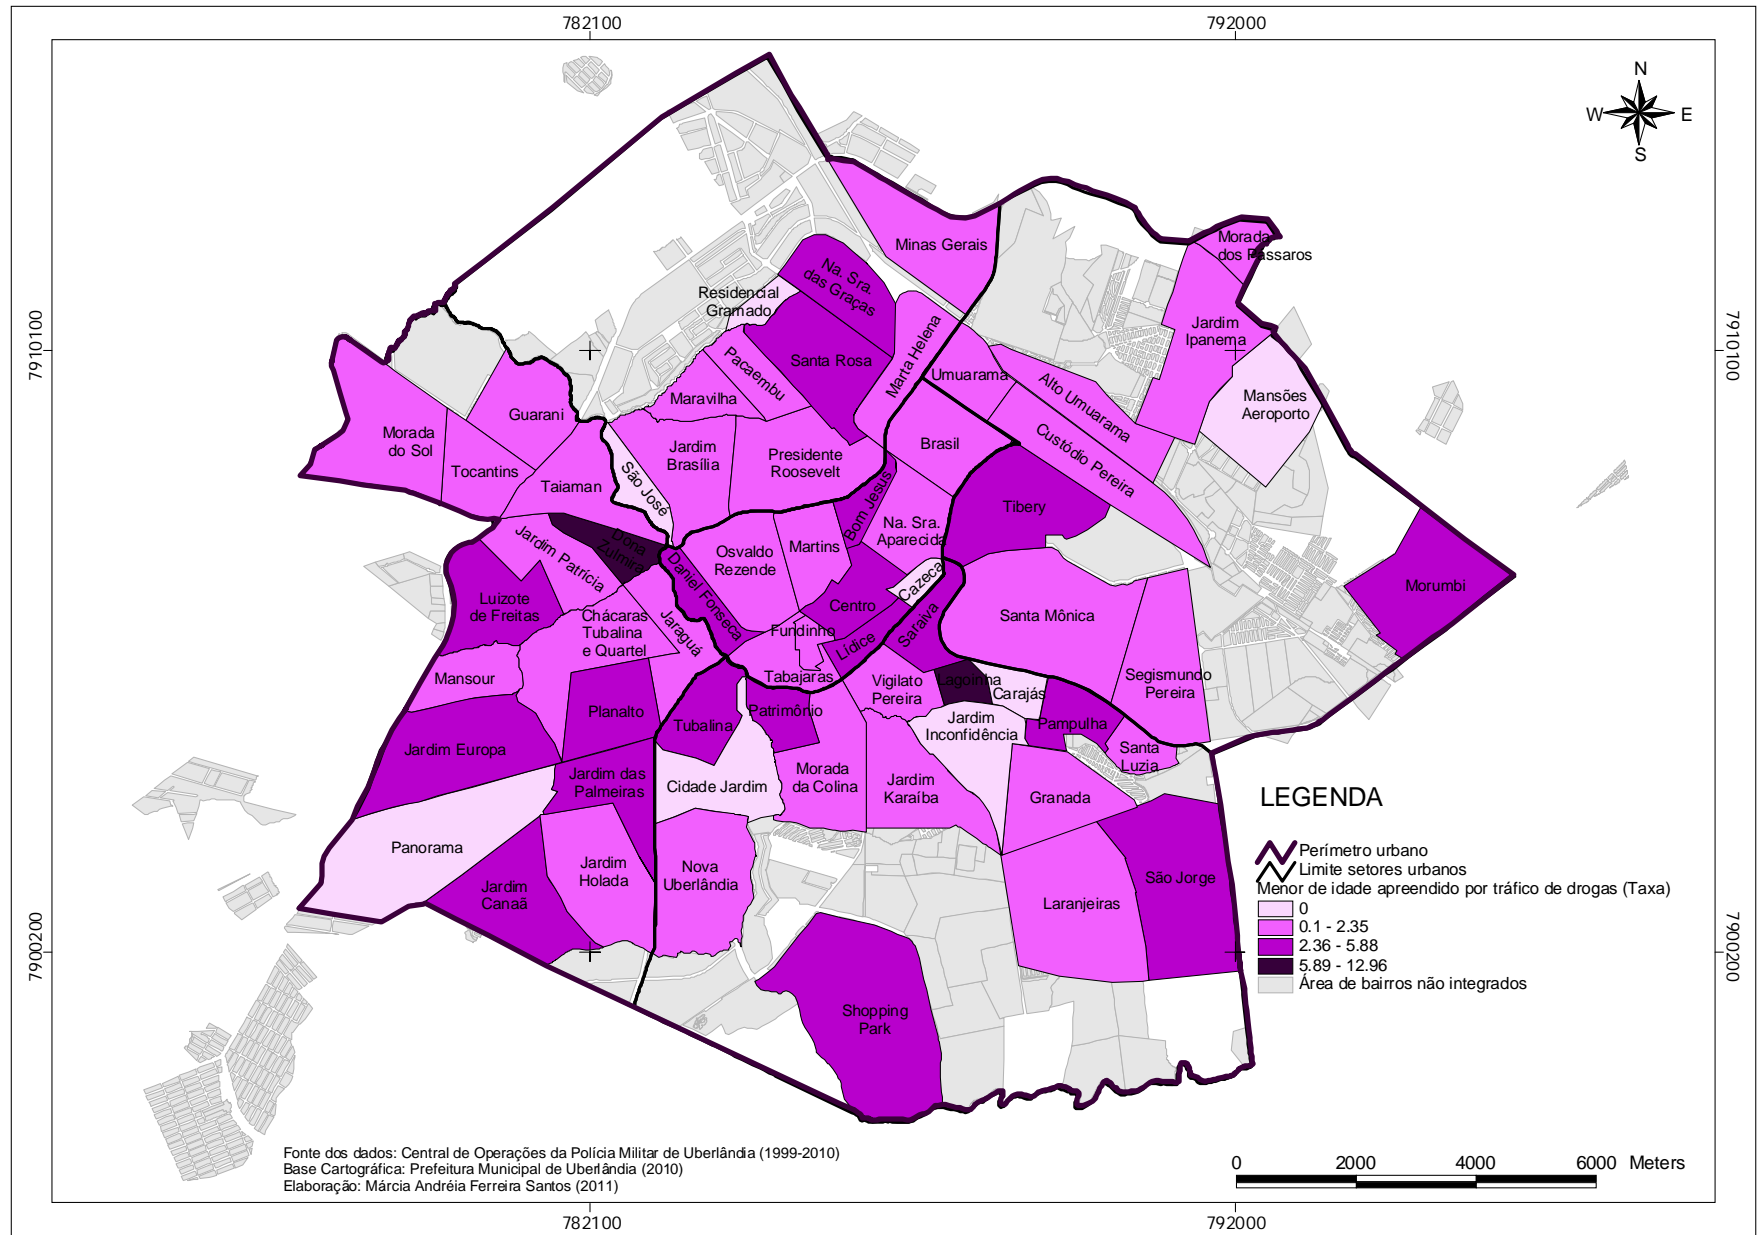 782100
792000
N
W
E
S
7910100
7910100
7900200
7900200
Minas Gerais
Morada
dos Pássaros
Na. Sra.
das Graças
Residencial
Gramado
Jardim
Ipanema
Marta Helena
Santa Rosa
Pacaembu
Umuarama
Alto Umuarama
Mansões
Aeroporto
Maravilha
Guarani
Morada
do Sol
Tocantins
Taiaman
São José
Jardim
Brasília
Presidente
Roosevelt
Brasil
Custódio Pereira
Bom Jesus
Tibery
Na. Sra.
Aparecida
Dona
Zulmira
Jardim Patrícia
Osvaldo
Rezende
Martins
Daniel Fonseca
Cazeca
Morumbi
Luizote
de Freitas
Chácaras
Tubalina
e Quartel
Jaraguá
Centro
Fundinho
Lídice
Saraiva
Santa Mônica
Mansour
Tabajaras
Vigilato
Pereira
Lagoinha
Carajás
Segismundo
Pereira
Planalto
Tubalina
Patrimônio
Jardim
Inconfidência
Pampulha
Jardim Europa
Santa
Luzia
Jardim das
Palmeiras
Cidade Jardim
Morada
da Colina
Jardim
Karaíba
Granada
Panorama
Jardim
Holada
Nova
Uberlândia
Jardim
Canaã
São Jorge
Laranjeiras
Shopping
Park
LEGENDA
Perímetro urbano
Limite setores urbanos
Menor de idade apreendido por tráfico de drogas (Taxa)
0
0.1 - 2.35
2.36 - 5.88
5.89 - 12.96
Área de bairros não integrados
Fonte dos dados: Central de Operações da Polícia Militar de Uberlândia (1999-2010)
Base Cartográfica: Prefeitura Municipal de Uberlândia (2010)
Elaboração: Márcia Andréia Ferreira Santos (2011)
0 2000 4000 6000 Meters
782100
792000